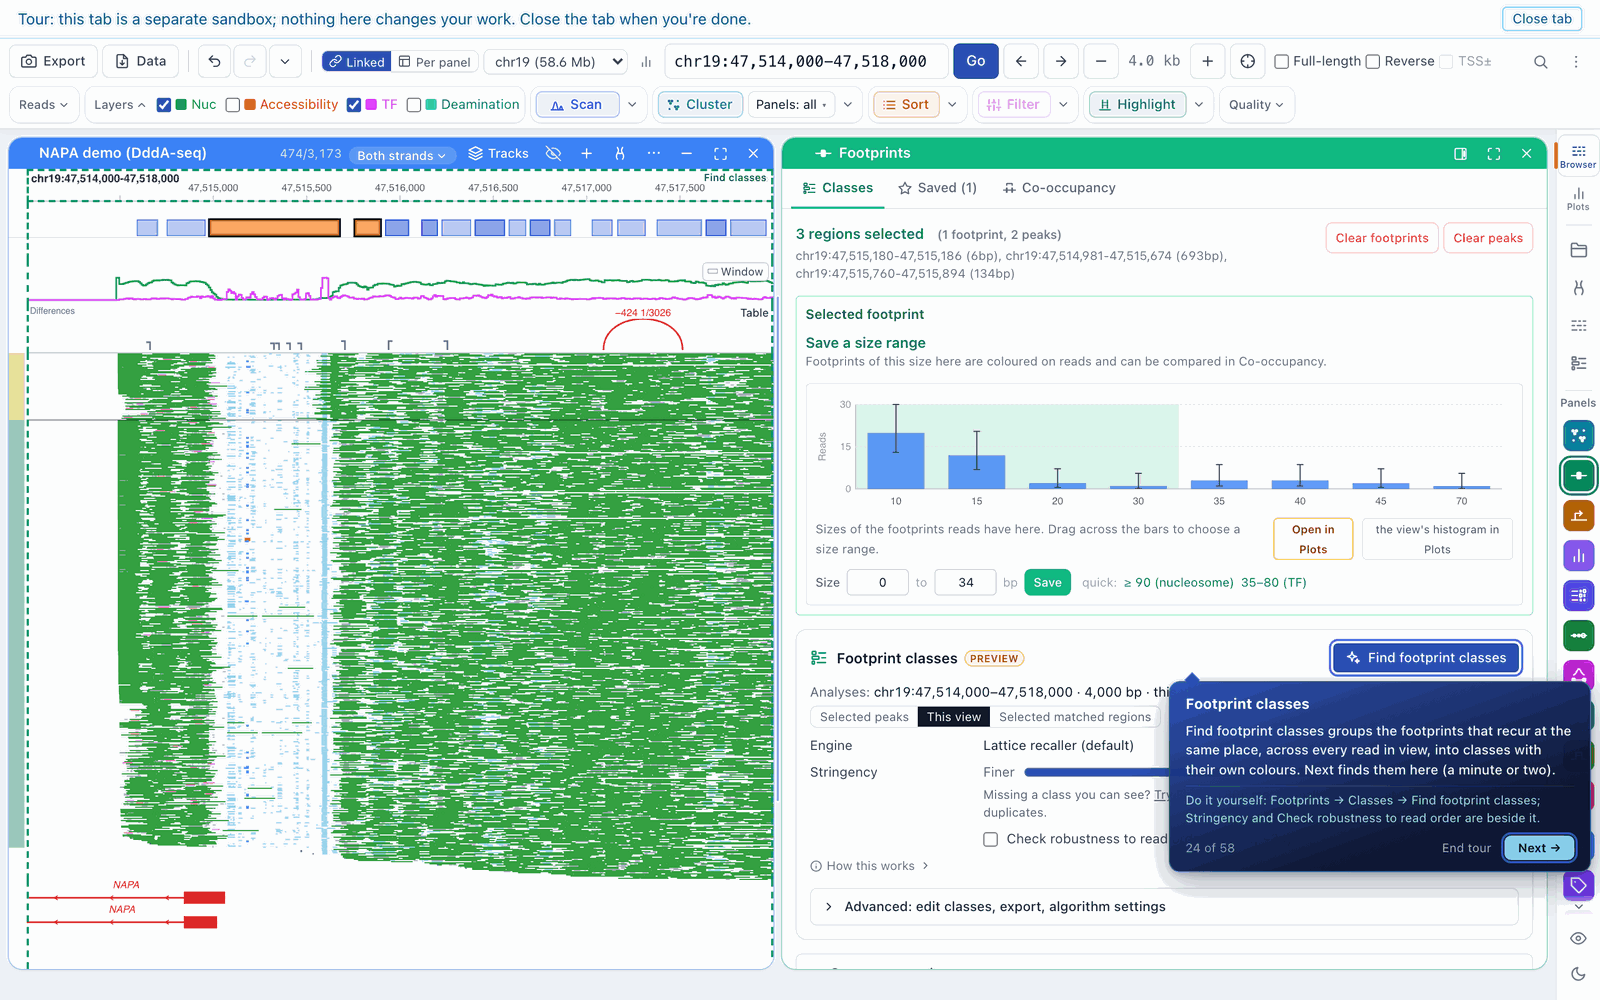 Tour: this tab is a separate sandbox; nothing here changes your work. Close the tab when you're done.
Close tab
Export
Data
Linked
Per panel
chr19 (58.6 Mb)
chr19:47,514,000–47,518,000
Go
4.0 kb
Full-length
Reverse
TSS±
Reads
Layers
Nuc
Accessibility
TF
Deamination
Scan
Cluster
Panels: all
Sort
Filter
Highlight
Quality
NAPA demo (DddA-seq)
474/3,173
Both strands
Tracks
chr19:47,514,000-47,518,000
Find classes
47,515,000
47,515,500
47,516,000
47,516,500
47,517,000
47,517,500
Window
Differences
−424 1/3026
Table
NAPA
NAPA
Footprints
Classes
Saved (1)
Co-occupancy
3 regions selected (1 footprint, 2 peaks)
chr19:47,515,180-47,515,186 (6bp), chr19:47,514,981-47,515,674 (693bp),
chr19:47,515,760-47,515,894 (134bp)
Clear footprints
Clear peaks
Selected footprint
Save a size range
Footprints of this size here are coloured on reads and can be compared in Co-occupancy.
Reads
30
15
0
10
15
20
30
35
40
45
70
Sizes of the footprints reads have here. Drag across the bars to choose a
size range.
Open in
Plots
the view's histogram in
Plots
Size
0
to
34
bp
Save
quick:
≥ 90 (nucleosome)
35–80 (TF)
Footprint classes
PREVIEW
Find footprint classes
Analyses: chr19:47,514,000–47,518,000 · 4,000 bp · thi
Selected peaks
This view
Selected matched regions
Engine
Lattice recaller (default)
Stringency
Finer
Missing a class you can see? Try
duplicates.
Check robustness to read
How this works
Advanced: edit classes, export, algorithm settings
Footprint classes
Find footprint classes groups the footprints that recur at the
same place, across every read in view, into classes with
their own colours. Next finds them here (a minute or two).
Do it yourself: Footprints → Classes → Find footprint classes;
Stringency and Check robustness to read order are beside it.
24 of 58
End tour
Next →
Browser
Plots
Panels